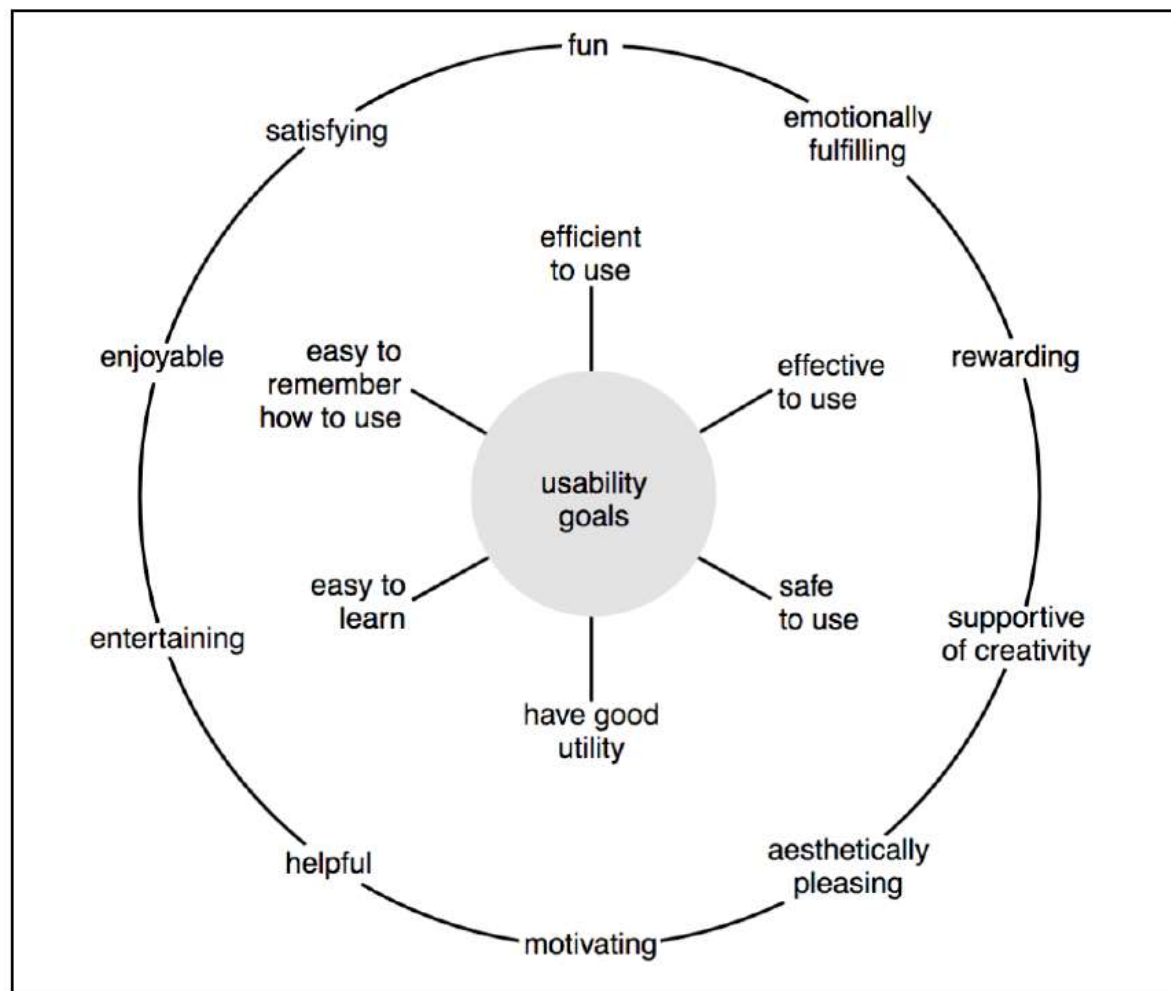 fun
satisfying
emotionally
fulfilling
efficient
to use
enjoyable
easy to
remember
how to use
effective
to use
rewarding
usability
goals
easy to
learn
safe
to use
entertaining
supportive
of creativity
have good
utility
helpful
aesthetically
pleasing
motivating